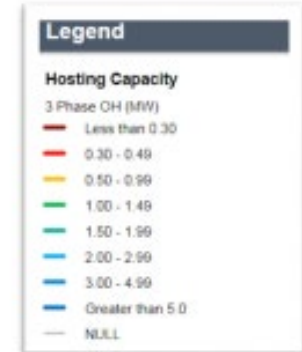 Legend
Hosting Capacity
3 Phase OH (MW)
Less than 0.30
0.30 - 0.49
0.50 - 0.99
1.00 - 1.49
1.50 - 1.99
2.00 - 2.99
3.00 - 4.99
Greater than 5.0
NULL